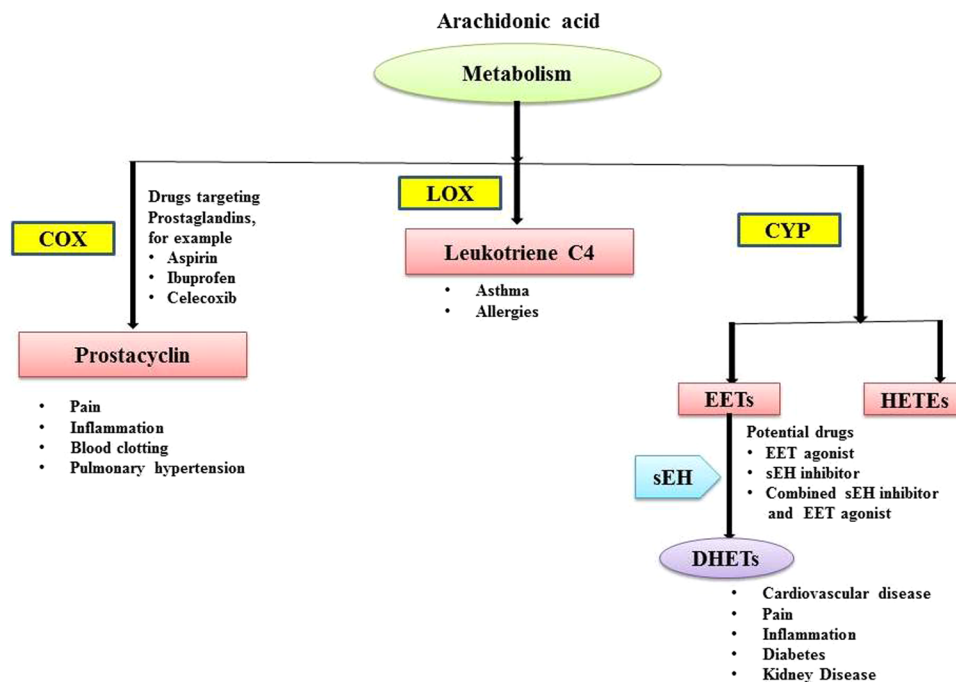 Arachidonic acid
Metabolism
COX
Drugs targeting
Prostaglandins,
for example
• Aspirin
• Ibuprofen
• Celecoxib
Prostacyclin
• Pain
• Inflammation
• Blood clotting
• Pulmonary hypertension
LOX
Leukotriene C4
• Asthma
• Allergies
CYP
EETs
HETEs
sEH
Potential drugs
• EET agonist
• sEH inhibitor
• Combined sEH inhibitor
and EET agonist
DHETs
• Cardiovascular disease
• Pain
• Inflammation
• Diabetes
• Kidney Disease